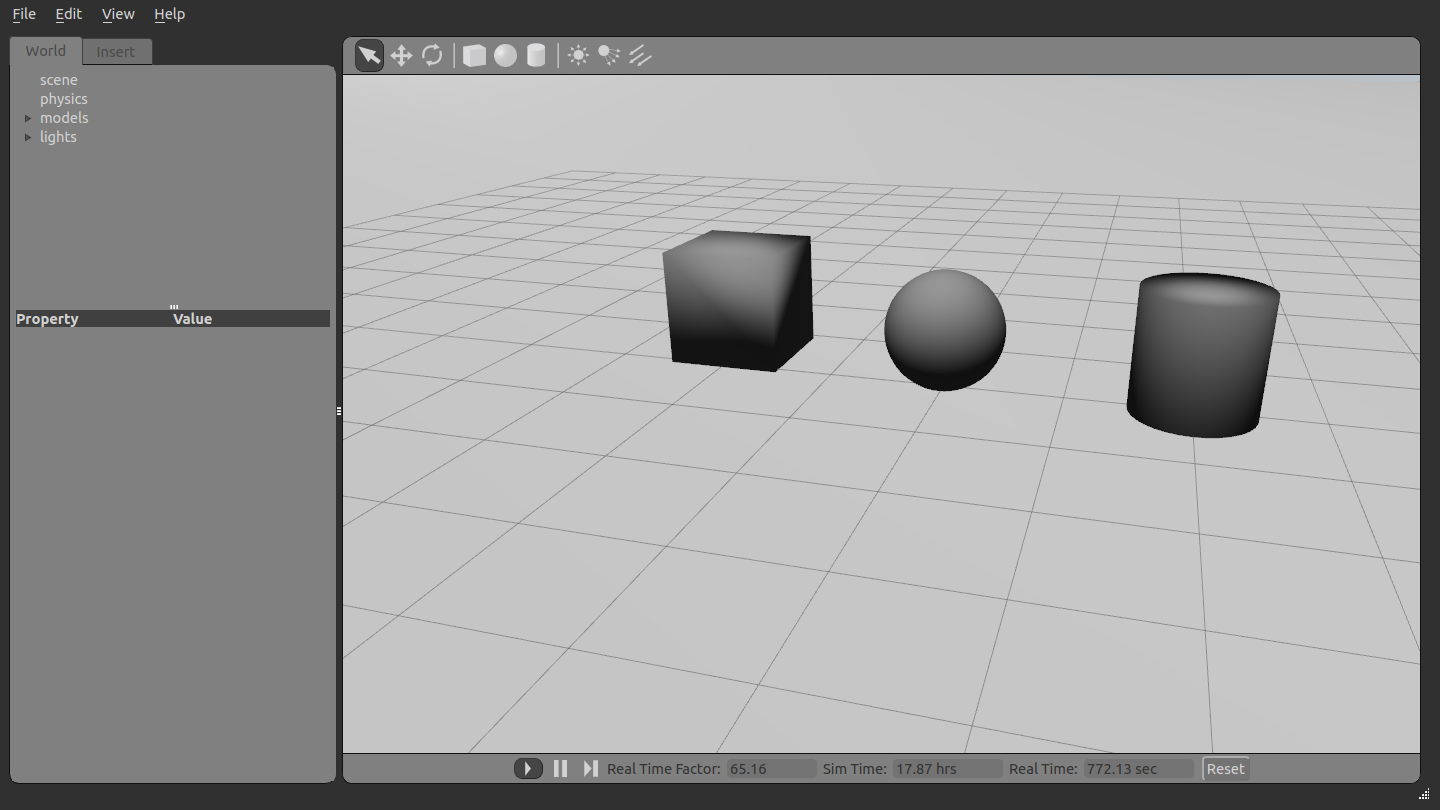 File Edit View Help
World Insert
scene
physics
models
lights
Property Value
Real Time Factor: 65.16 Sim Time: 17.87 hrs Real Time: 772.13 sec Reset